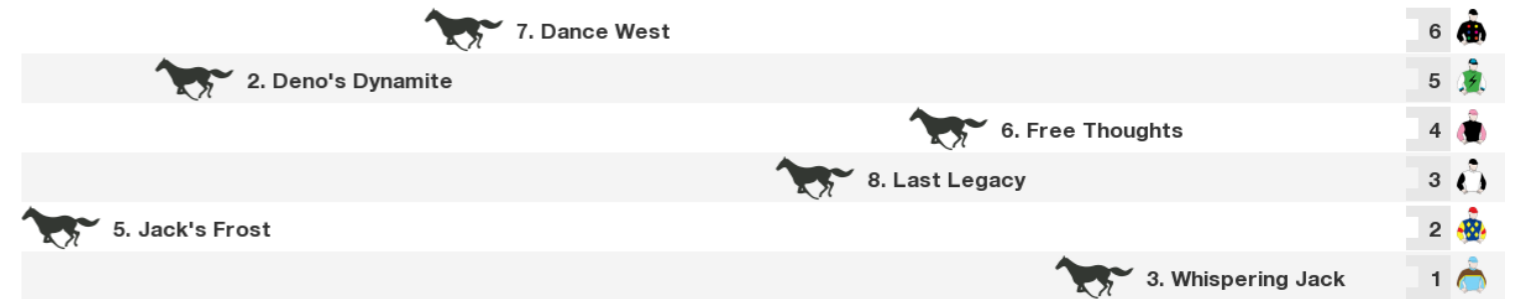 7. Dance West 6
2. Deno's Dynamite 5
6. Free Thoughts 4
8. Last Legacy 3
5. Jack's Frost 2
3. Whispering Jack 1